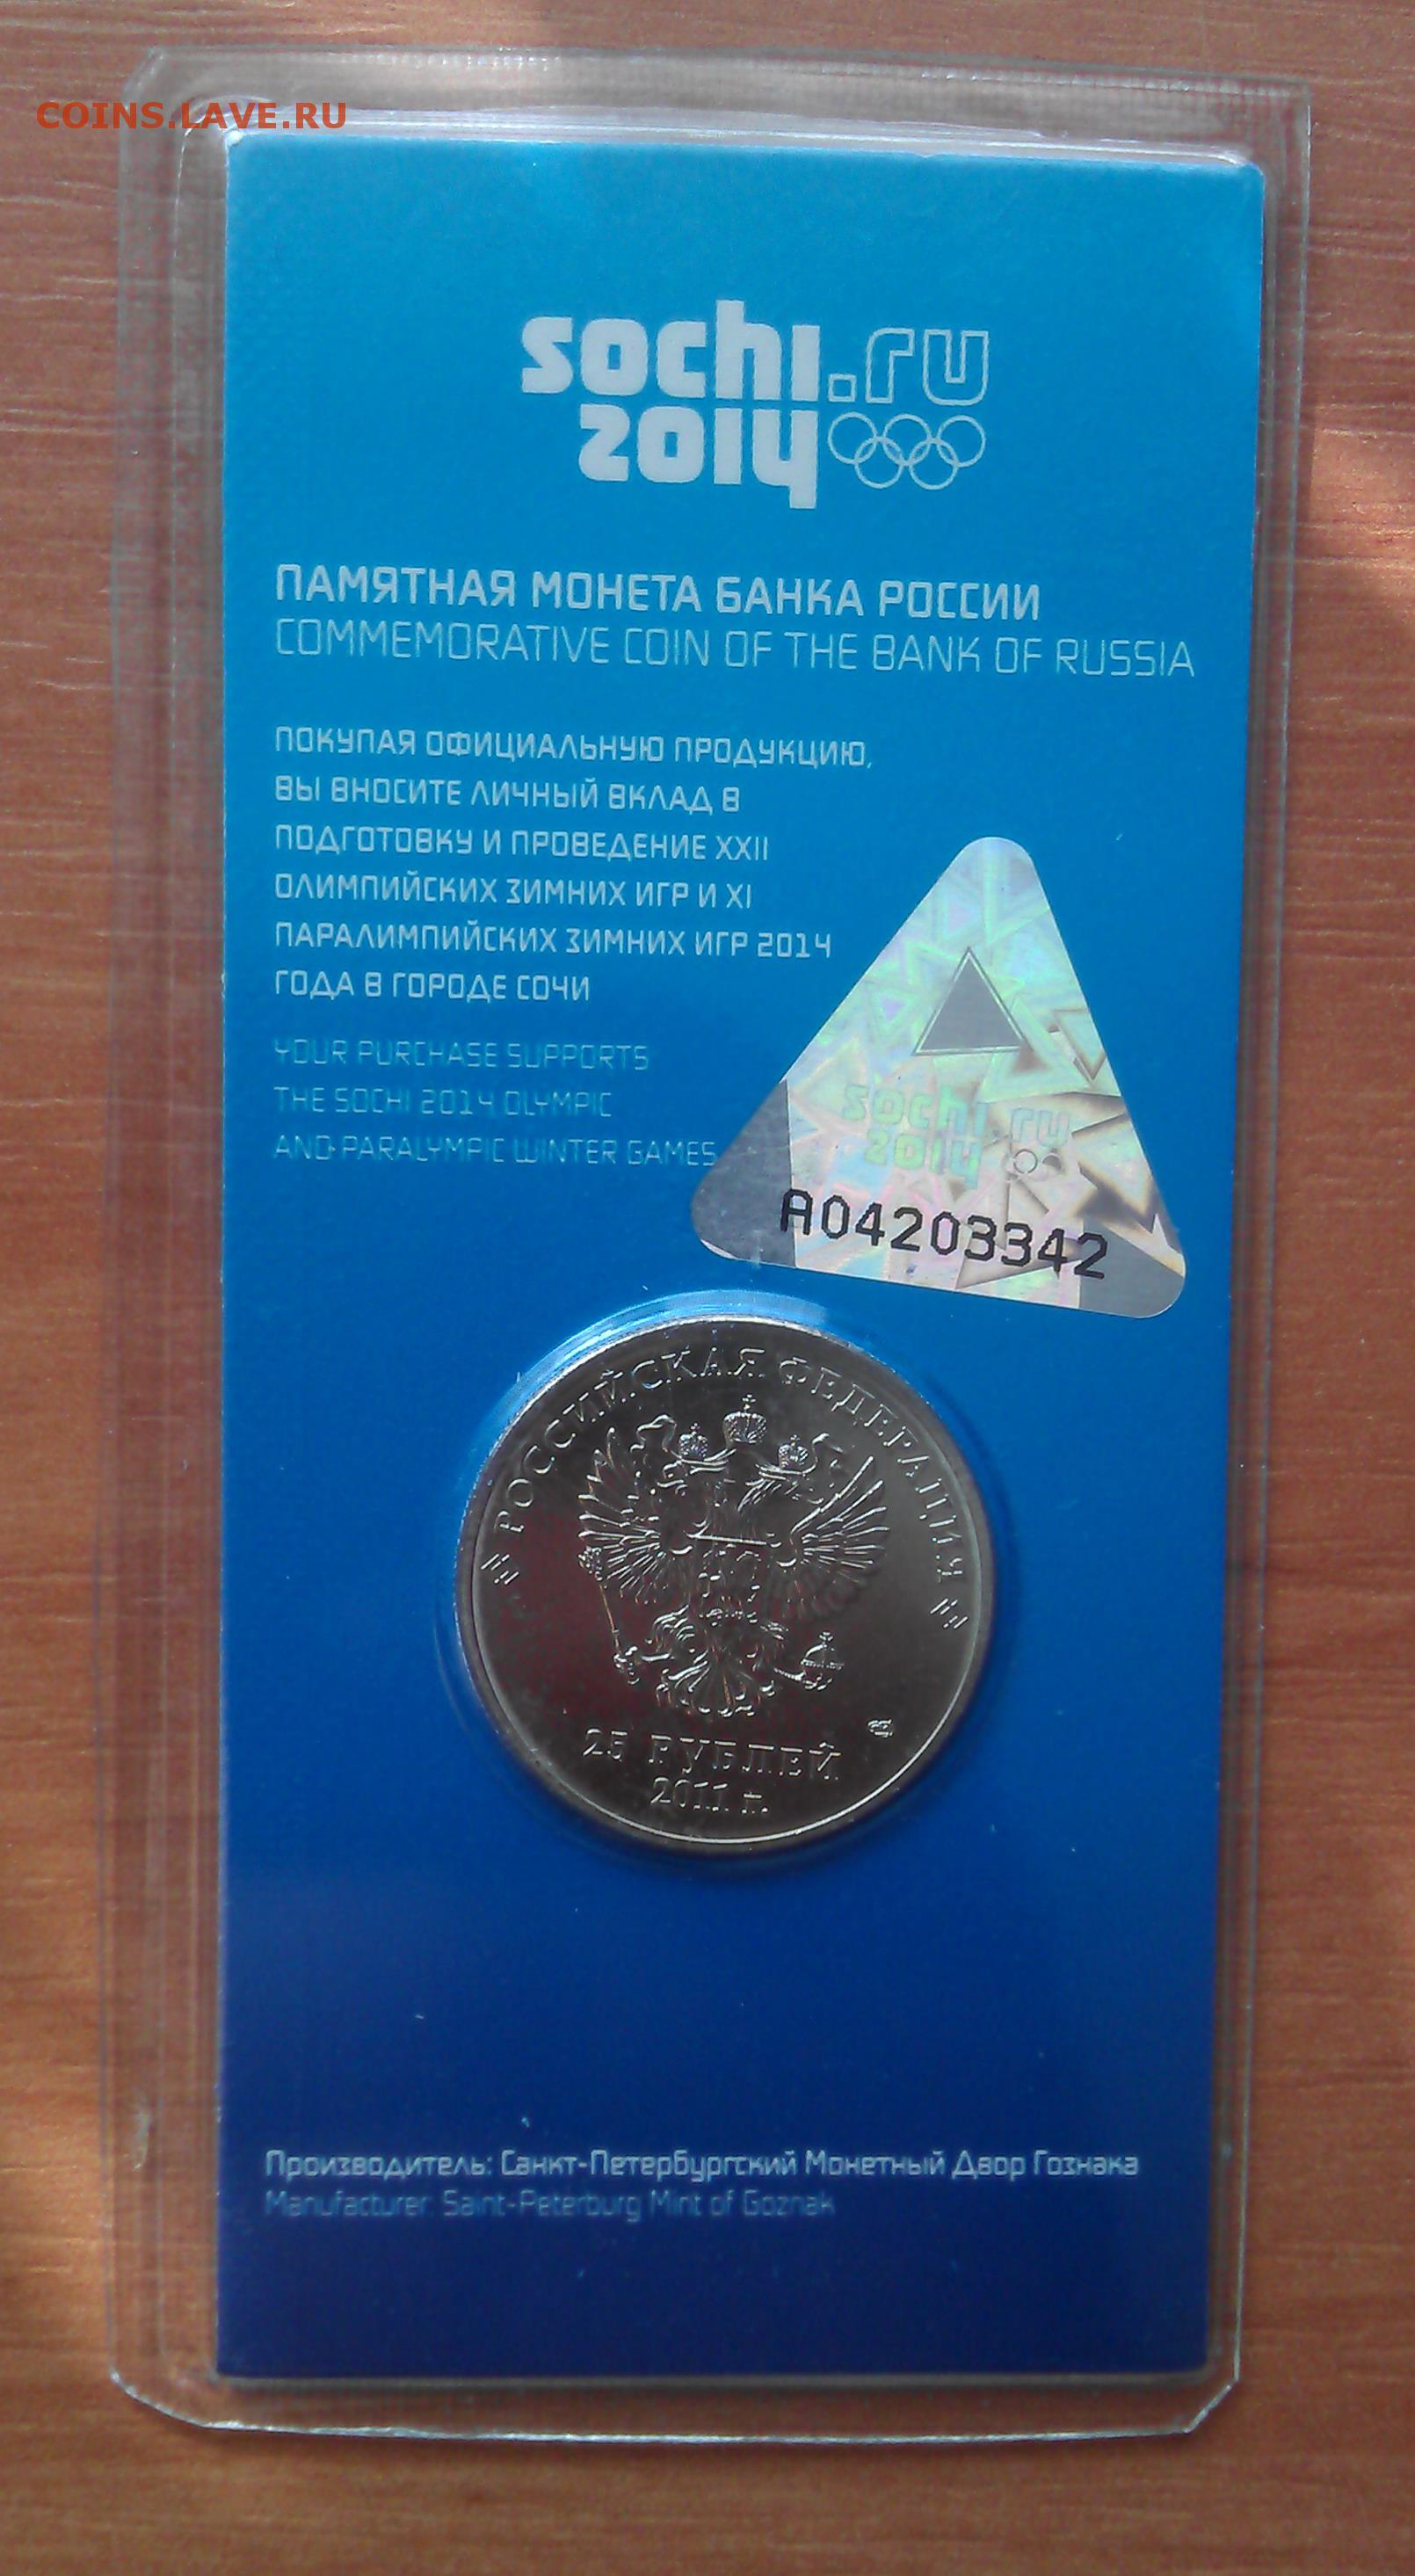 COINS.LAVE.RU
sochi.ru
2014
ПАМЯТНАЯ МОНЕТА БАНКА РОССИИ
COMMEMORATIVE COIN OF THE BANK OF RUSSIA
ПОКУПАЯ ОФИЦИАЛЬНУЮ ПРОДУКЦИЮ,
ВЫ ВНОСИТЕ ЛИЧНЫЙ ВКЛАД В
ПОДГОТОВКУ И ПРОВЕДЕНИЕ XXII
ОЛИМПИЙСКИХ ЗИМНИХ ИГР И XI
ПАРАЛИМПИЙСКИХ ЗИМНИХ ИГР 2014
ГОДА В ГОРОДЕ СОЧИ
YOUR PURCHASE SUPPORTS
THE SOCHI 2014 OLYMPIC
AND PARALYMPIC WINTER GAMES
sochi ru
2014
A04203342
РОССИЙСКАЯ ФЕДЕРАЦИЯ
25 РУБЛЕЙ
2011 г.
Производитель: Санкт-Петербургский Монетный Двор Гознака
Manufacturer: Saint-Peterburg Mint of Goznak